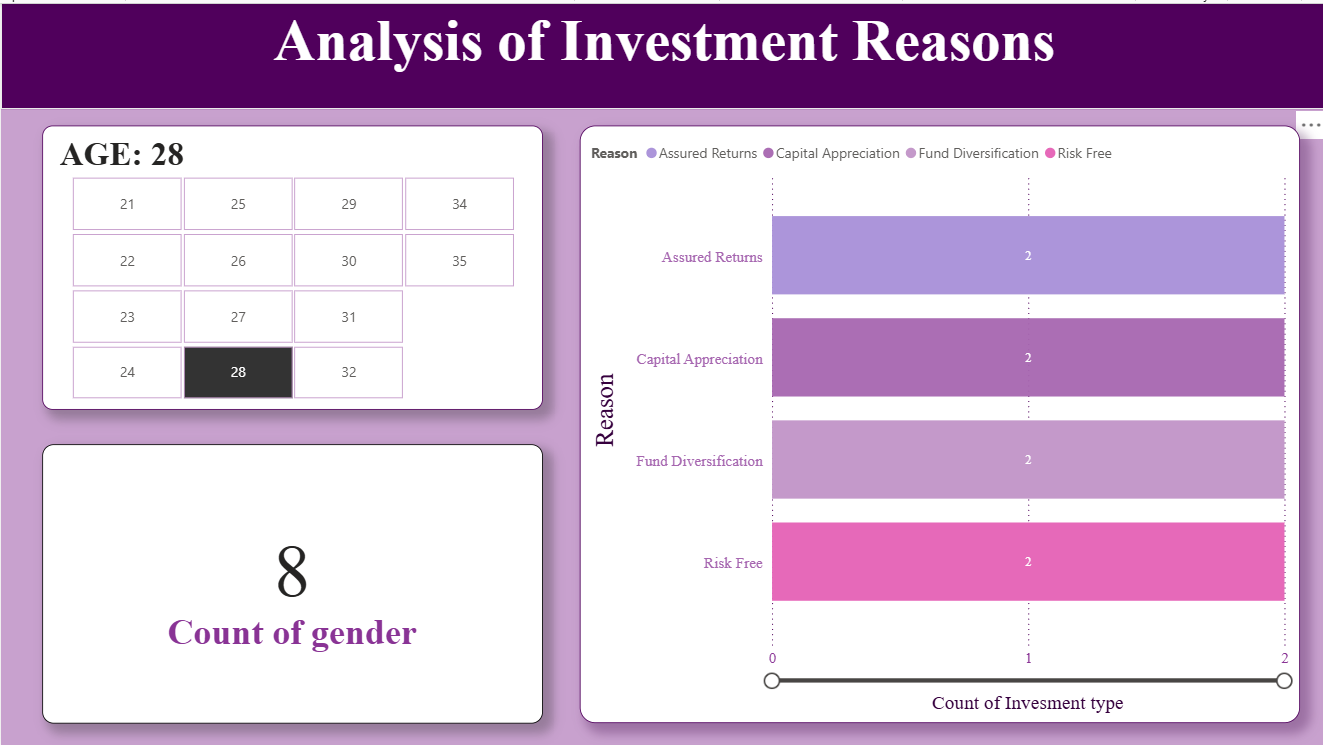 Analysis of Investment Reasons
AGE: 28
21 25 29 34
22 26 30 35
23 27 31
24 28 32
8
Count of gender
Reason Assured Returns Capital Appreciation Fund Diversification Risk Free
Reason
Assured Returns 2
Capital Appreciation 2
Fund Diversification 2
Risk Free 2
0 1 2
Count of Invesment type